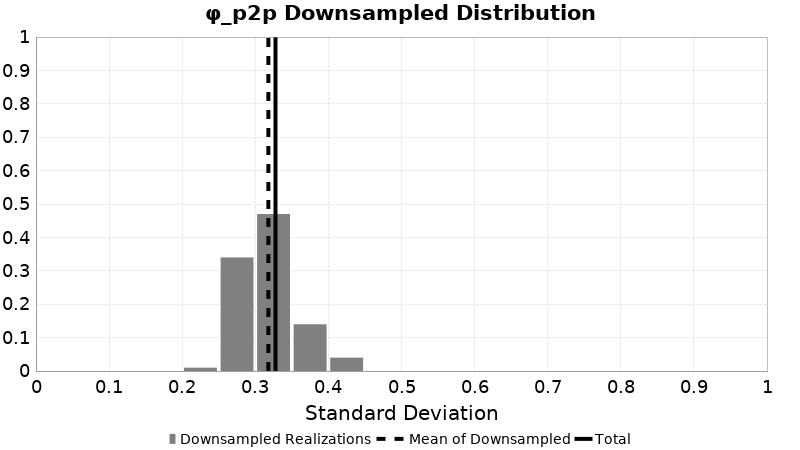 φ_p2p Downsampled Distribution
1
0.9
0.8
0.7
0.6
0.5
0.4
0.3
0.2
0.1
0
0 0.1 0.2 0.3 0.4 0.5 0.6 0.7 0.8 0.9 1
Standard Deviation
Downsampled Realizations Mean of Downsampled Total